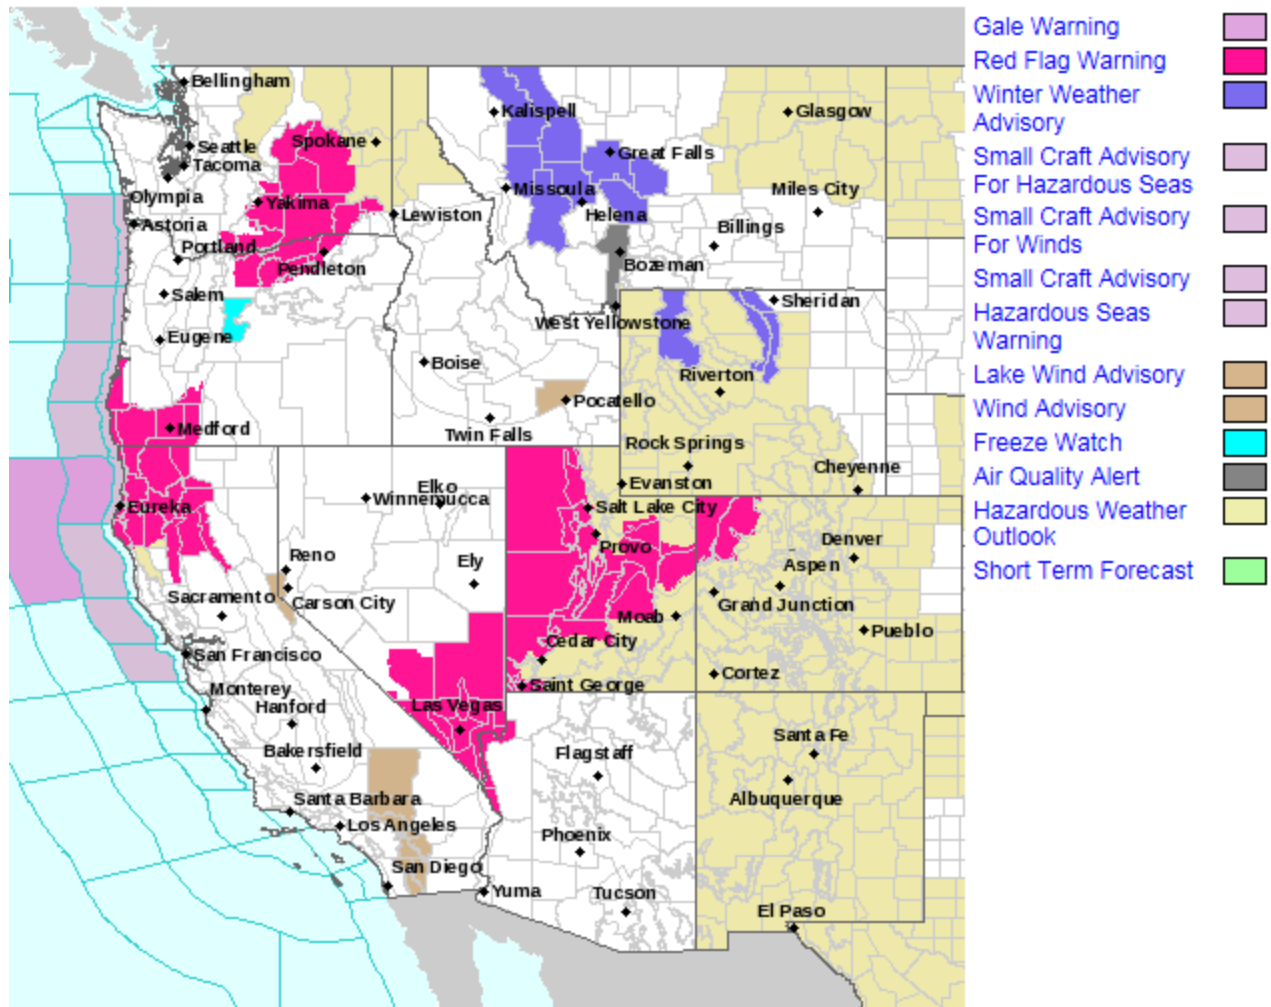 Bellingham
Seattle
Tacoma
Olympia
Astoria
Portland
Salem
Eugene
Medford
Spokane
Yakima
Lewiston
Pendleton
Kalispell
Great Falls
Missoula
Helena
Bozeman
West Yellowstone
Glasgow
Miles City
Billings
Sheridan
Boise
Pocatello
Twin Falls
Riverton
Rock Springs
Cheyenne
Evanston
Eureka
Elko
Winnemucca
Reno
Ely
Carson City
Sacramento
San Francisco
Monterey
Hanford
Bakersfield
Santa Barbara
Los Angeles
San Diego
Las Vegas
Salt Lake City
Provo
Moab
Cedar City
Saint George
Denver
Aspen
Grand Junction
Pueblo
Cortez
Flagstaff
Phoenix
Yuma
Tucson
Santa Fe
Albuquerque
El Paso
Gale Warning
Red Flag Warning
Winter Weather
Advisory
Small Craft Advisory
For Hazardous Seas
Small Craft Advisory
For Winds
Small Craft Advisory
Hazardous Seas
Warning
Lake Wind Advisory
Wind Advisory
Freeze Watch
Air Quality Alert
Hazardous Weather
Outlook
Short Term Forecast